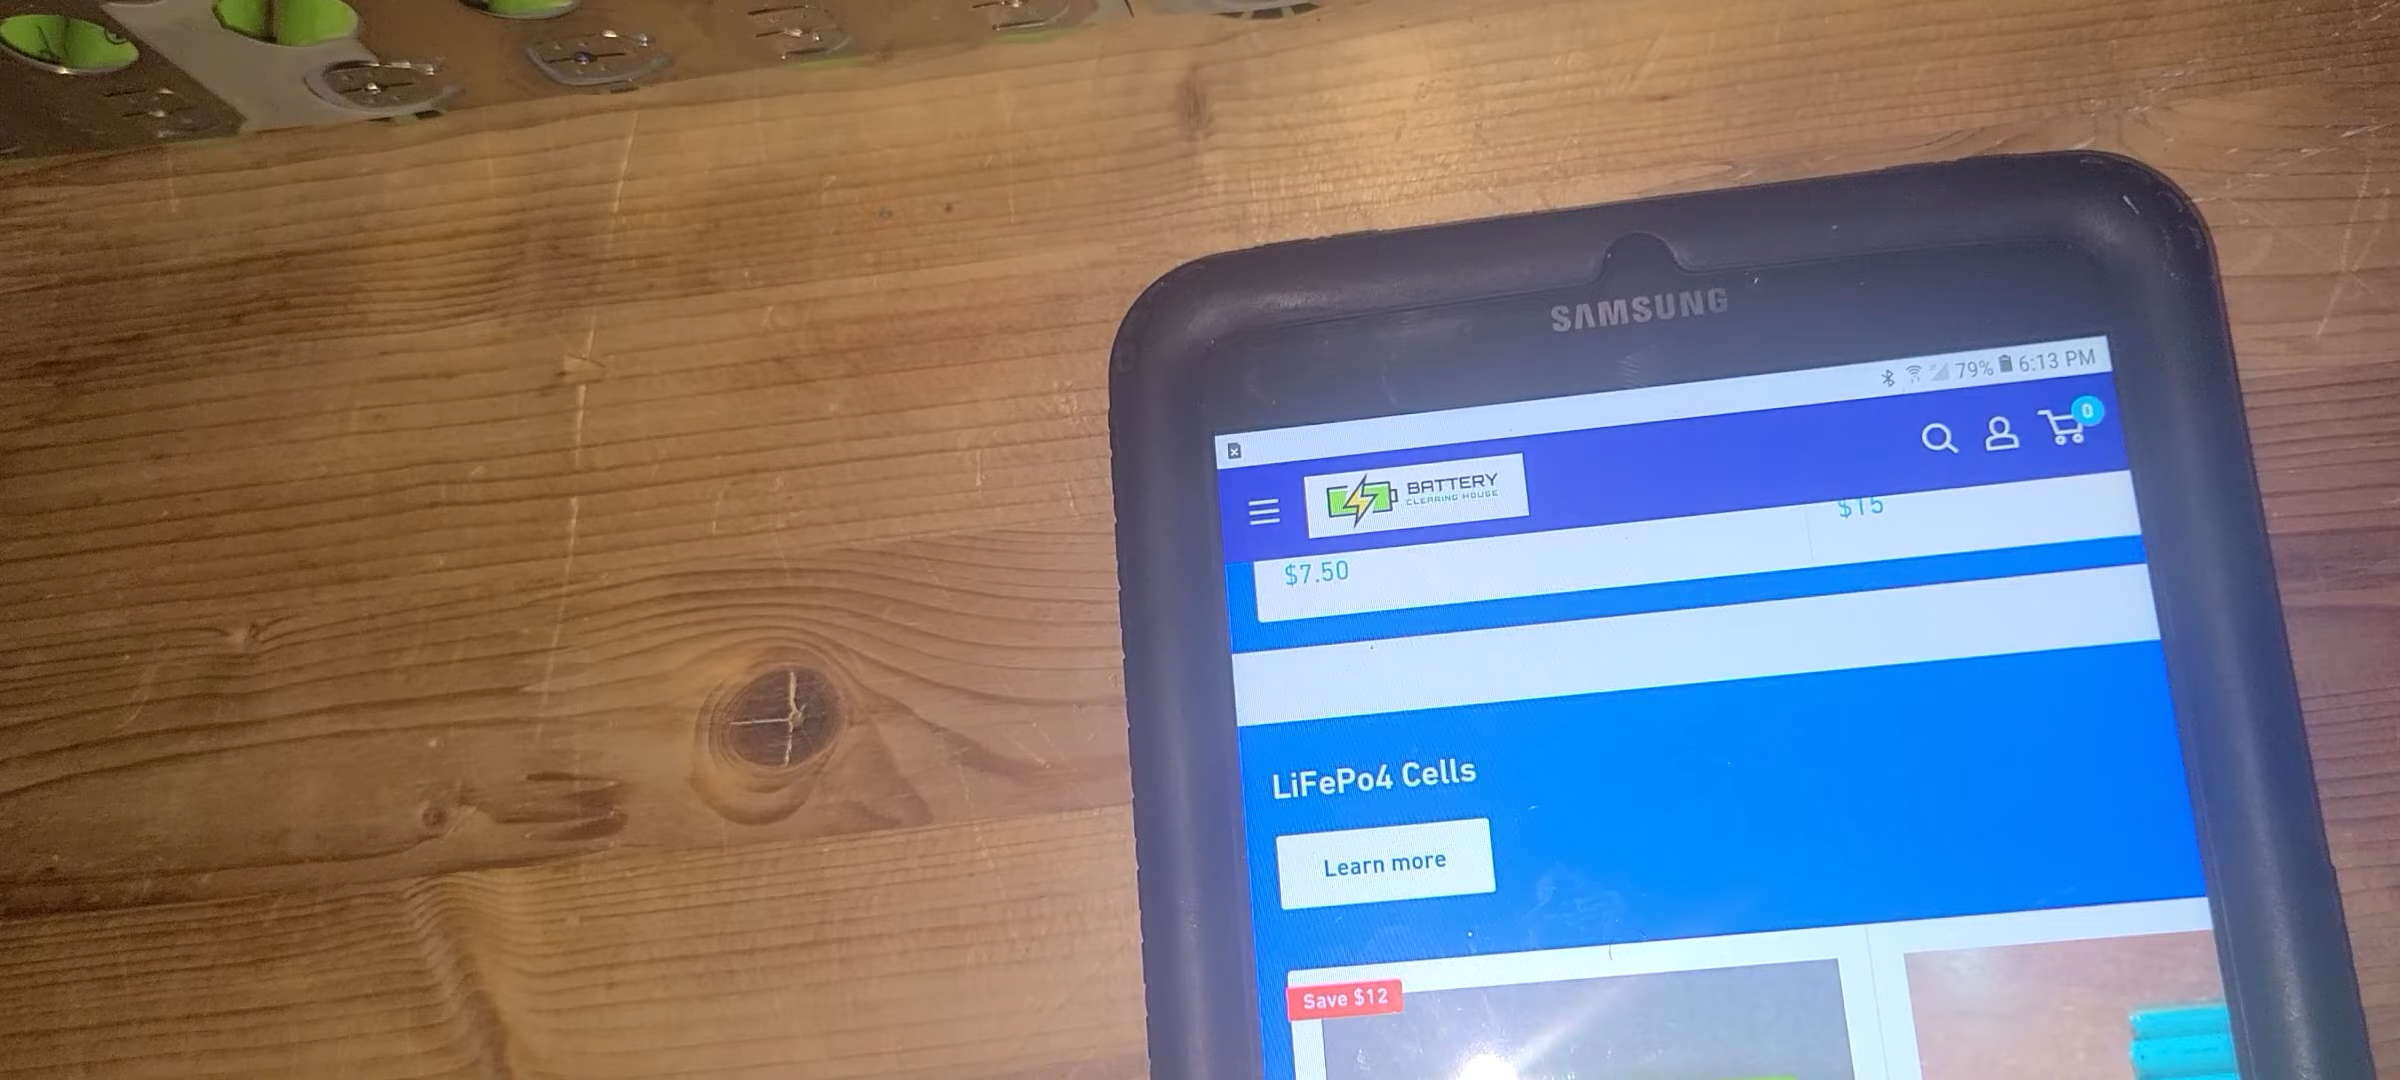 SAMSUNG
79% 6:13 PM
0
BATTERY
CLEARING HOUSE
$15
$7.50
LiFePo4 Cells
Learn more
Save $12